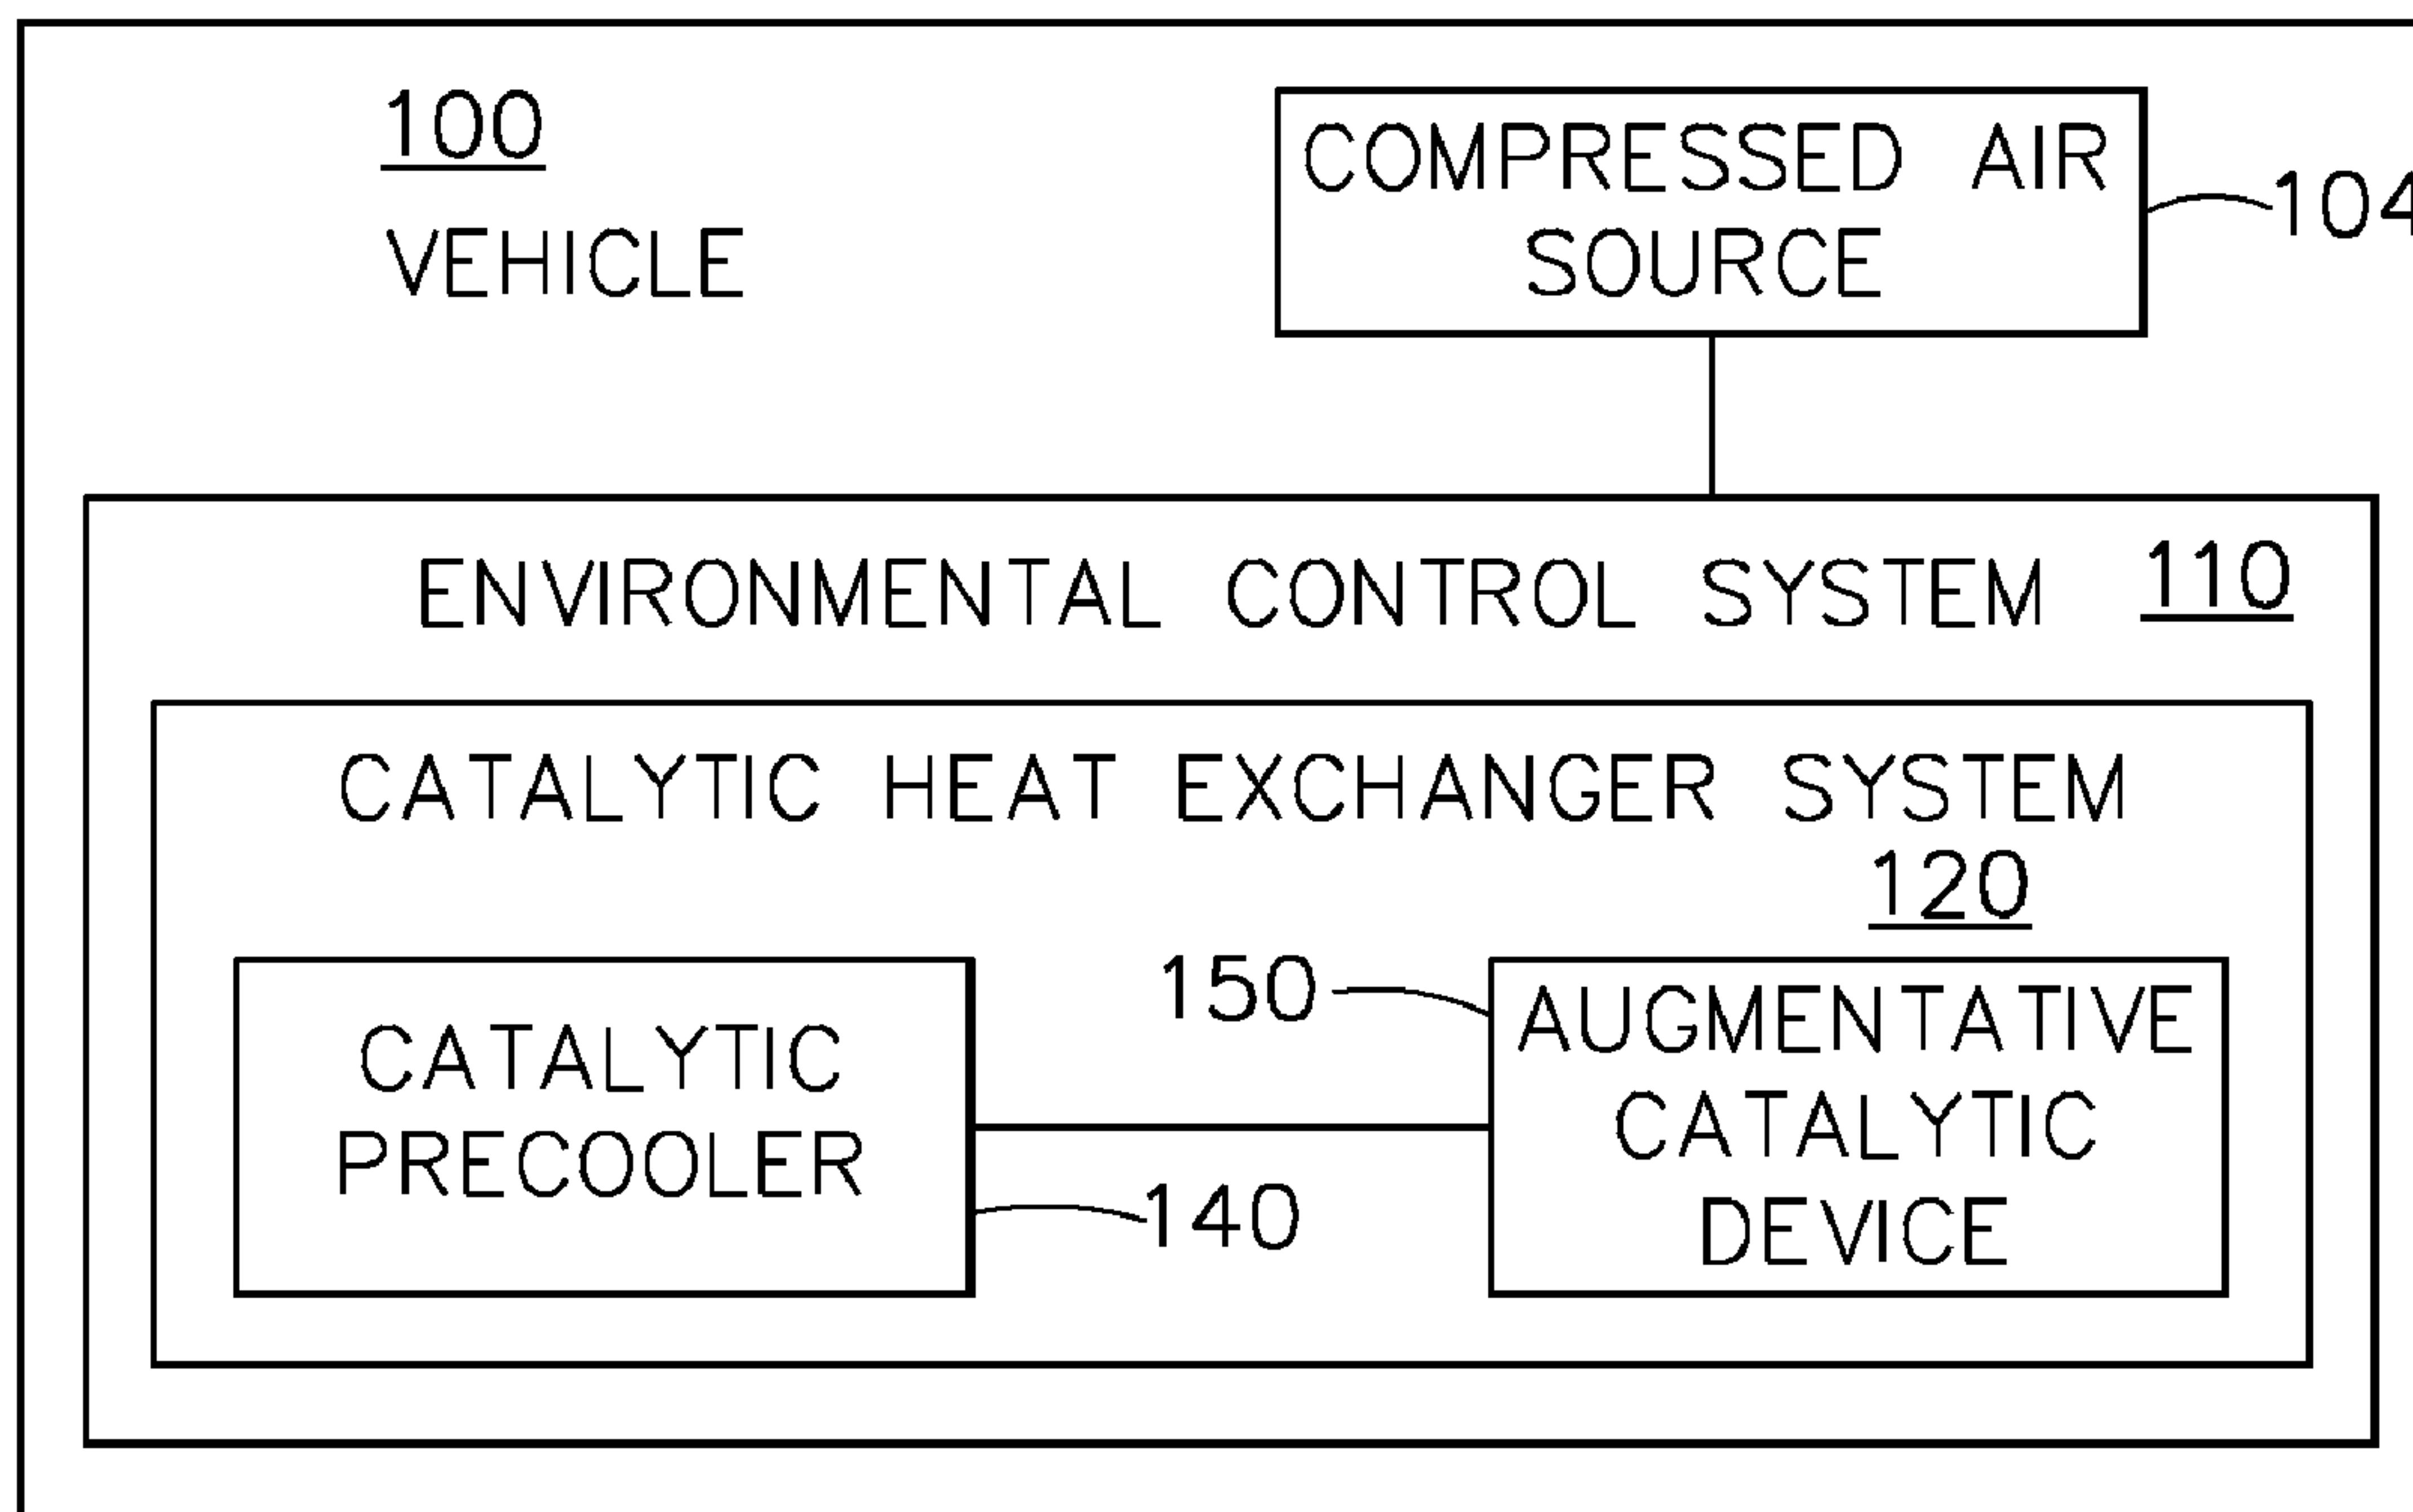 100
VEHICLE
COMPRESSED AIR
SOURCE
104
ENVIRONMENTAL CONTROL SYSTEM 110
CATALYTIC HEAT EXCHANGER SYSTEM
120
CATALYTIC
PRECOOLER
140
150
AUGMENTATIVE
CATALYTIC
DEVICE